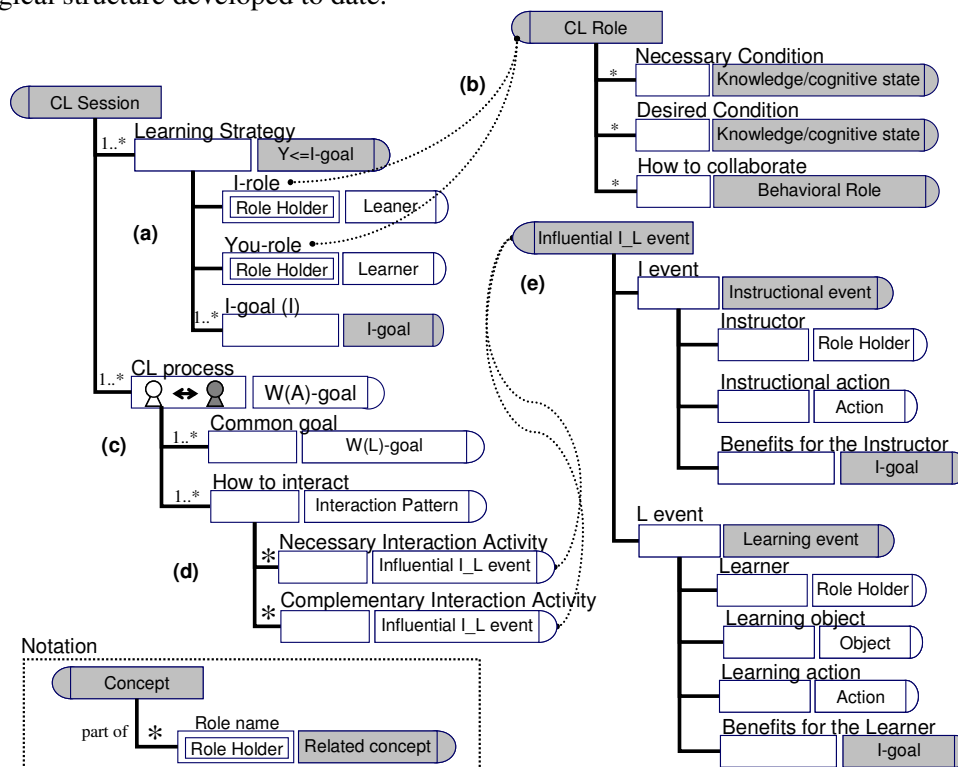 gical structure developed to date.
CL Role
(b)
Necessary Condition
* Knowledge/cognitive state
Desired Condition
* Knowledge/cognitive state
How to collaborate
* Behavioral Role
CL Session
Learning Strategy
1..* Y<=I-goal
I-role
Role Holder Leaner
(a)
You-role
Role Holder Learner
I-goal (I)
1..* I-goal
CL process
1..* W(A)-goal
(c)
Common goal
1..* W(L)-goal
How to interact
1..* Interaction Pattern
(d)
Necessary Interaction Activity
* Influential I_L event
Complementary Interaction Activity
* Influential I_L event
Influential I_L event
(e)
I event
Instructional event
Instructor
Role Holder
Instructional action
Action
Benefits for the Instructor
I-goal
L event
Learning event
Learner
Role Holder
Learning object
Object
Learning action
Action
Benefits for the Learner
I-goal
Notation
Concept
part of *
Role name
Role Holder Related concept